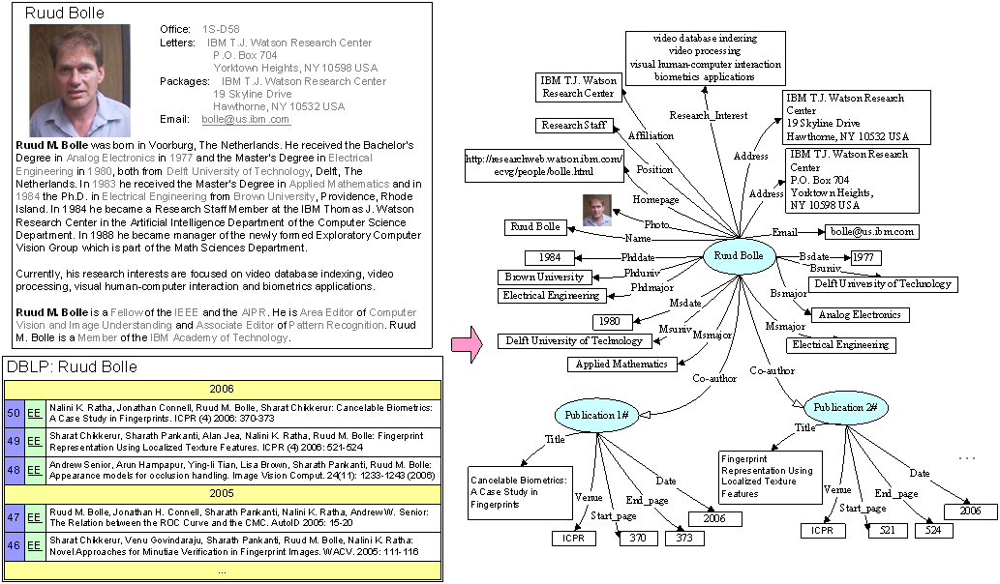 Ruud Bolle
Office: 1S-D58
Letters: IBM T.J. Watson Research Center
P.O. Box 704
Yorktown Heights, NY 10598 USA
Packages: IBM T.J. Watson Research Center
19 Skyline Drive
Hawthorne, NY 10532 USA
Email: bolle@us.ibm.com
Ruud M. Bolle was born in Voorburg, The Netherlands. He received the Bachelor's
Degree in Analog Electronics in 1977 and the Master's Degree in Electrical
Engineering in 1980, both from Delft University of Technology, Delft, The
Netherlands. In 1983 he received the Master's Degree in Applied Mathematics and in
1984 the Ph.D. in Electrical Engineering from Brown University, Providence, Rhode
Island. In 1984 he became a Research Staff Member at the IBM Thomas J. Watson
Research Center in the Artificial Intelligence Department of the Computer Science
Department. In 1988 he became manager of the newly formed Exploratory Computer
Vision Group which is part of the Math Sciences Department.
Currently, his research interests are focused on video database indexing, video
processing, visual human-computer interaction and biometrics applications.
Ruud M. Bolle is a Fellow of the IEEE and the AIPR. He is Area Editor of Computer
Vision and Image Understanding and Associate Editor of Pattern Recognition. Ruud
M. Bolle is a Member of the IBM Academy of Technology.
DBLP: Ruud Bolle
2006
50 EE Nalini K. Ratha, Jonathan Connell, Ruud M. Bolle, Sharat Chikkerur: Cancelable Biometrics:
A Case Study in Fingerprints. ICPR (4) 2006: 370-373
49 EE Sharat Chikkerur, Sharath Pankanti, Alan Jea, Nalini K. Ratha, Ruud M. Bolle: Fingerprint
Representation Using Localized Texture Features. ICPR (4) 2006: 521-524
48 EE Andrew Senior, Arun Hampapur, Ying-li Tian, Lisa Brown, Sharath Pankanti, Ruud M. Bolle:
Appearance models for occlusion handling. Image Vision Comput. 24(11): 1233-1243 (2006)
2005
47 EE Ruud M. Bolle, Jonathan H. Connell, Sharath Pankanti, Nalini K. Ratha, Andrew W. Senior:
The Relation between the ROC Curve and the CMC. AutoID 2005: 15-20
46 EE Sharat Chikkerur, Venu Govindaraju, Sharath Pankanti, Ruud M. Bolle, Nalini K. Ratha:
Novel Approaches for Minutiae Verification in Fingerprint Images. WACV. 2005: 111-116
...
video database indexing
video processing
visual human-computer interaction
biometrics applications
IBM T.J. Watson
Research Center
Research Staff
http://researchweb.watson.ibm.com/
ecvg/people/bolle.html
Ruud Bolle
Research_Interest
Affiliation
Position
Homepage
Photo
Name
IBM T.J. Watson Research
Center
19 Skyline Drive
Hawthorne, NY 10532 USA
Address
IBM T.J. Watson Research
Center
P.O. Box 704
Yorktown Heights,
NY 10598 USA
Address
Email
bolle@us.ibm.com
Ruud Bolle
1984
Phddate
Brown University
Phduniv
Electrical Engineering
Phdmajor
1980
Msdate
Delft University of Technology
Msuniv
Applied Mathematics
Msmajor
Bsdate
1977
Bsuniv
Delft University of Technology
Bsmajor
Analog Electronics
Msmajor
Electrical Engineering
Co-author
Co-author
Publication 1#
Title
Cancelable Biometrics:
A Case Study in
Fingerprints
Venue
ICPR
Start_page
370
End_page
373
Date
2006
Publication 2#
Title
Fingerprint
Representation Using
Localized Texture
Features
Venue
ICPR
Start_page
521
End_page
524
Date
2006
...